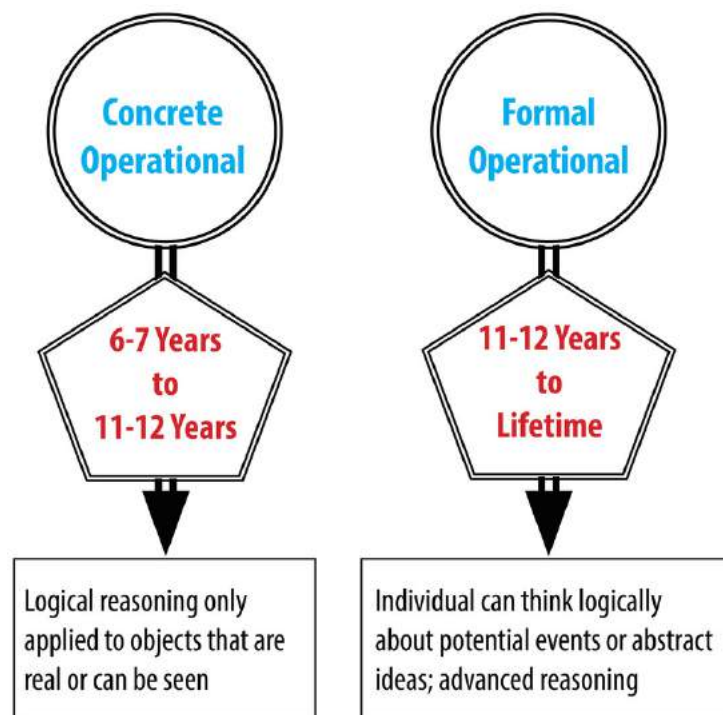 Concrete
Operational
6-7 Years
to
11-12 Years
Logical reasoning only
applied to objects that are
real or can be seen
Formal
Operational
11-12 Years
to
Lifetime
Individual can think logically
about potential events or abstract
ideas; advanced reasoning